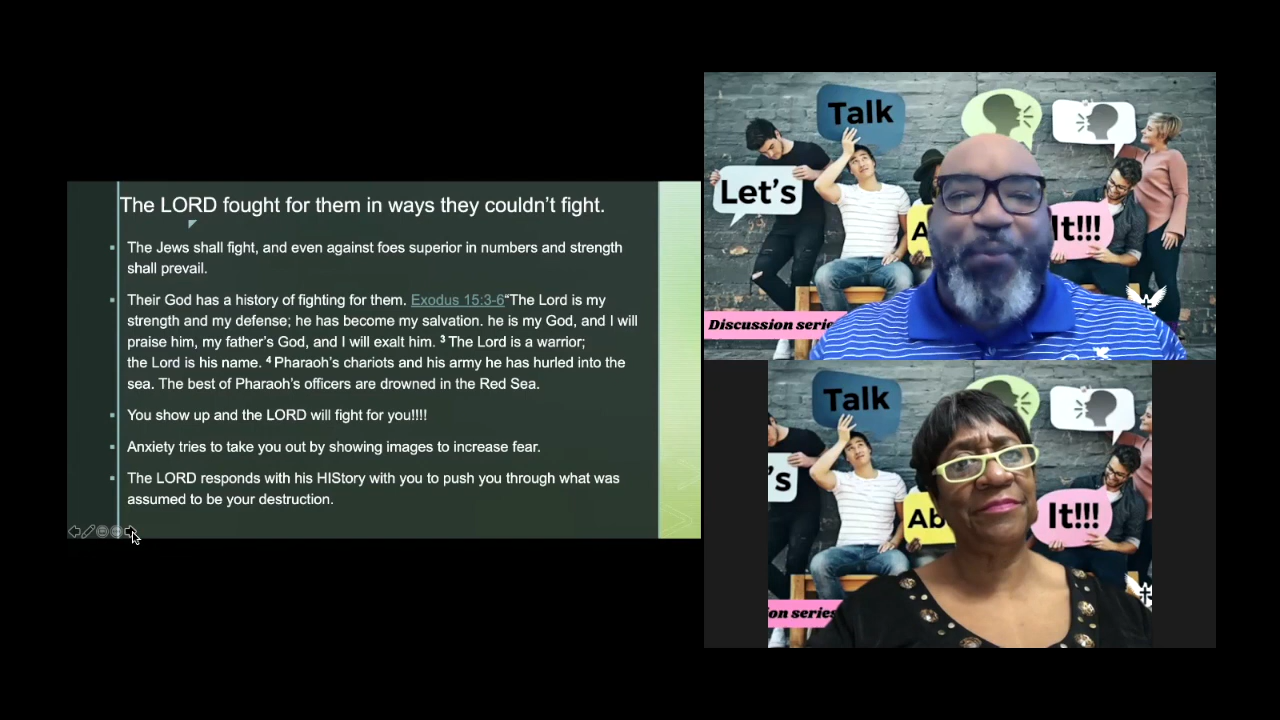 The LORD fought for them in ways they couldn't fight.
The Jews shall fight, and even against foes superior in numbers and strength
shall prevail.
Their God has a history of fighting for them. Exodus 15:3-6“The Lord is my
strength and my defense; he has become my salvation. he is my God, and I will
praise him, my father's God, and I will exalt him. 3 The Lord is a warrior;
the Lord is his name. 4 Pharaoh's chariots and his army he has hurled into the
sea. The best of Pharaoh's officers are drowned in the Red Sea.
You show up and the LORD will fight for you!!!!
Anxiety tries to take you out by showing images to increase fear.
The LORD responds with his HIStory with you to push you through what was
assumed to be your destruction.
Talk
Let's
A
It!!!
Discussion serie
Talk
's
Ab
It!!!
on series